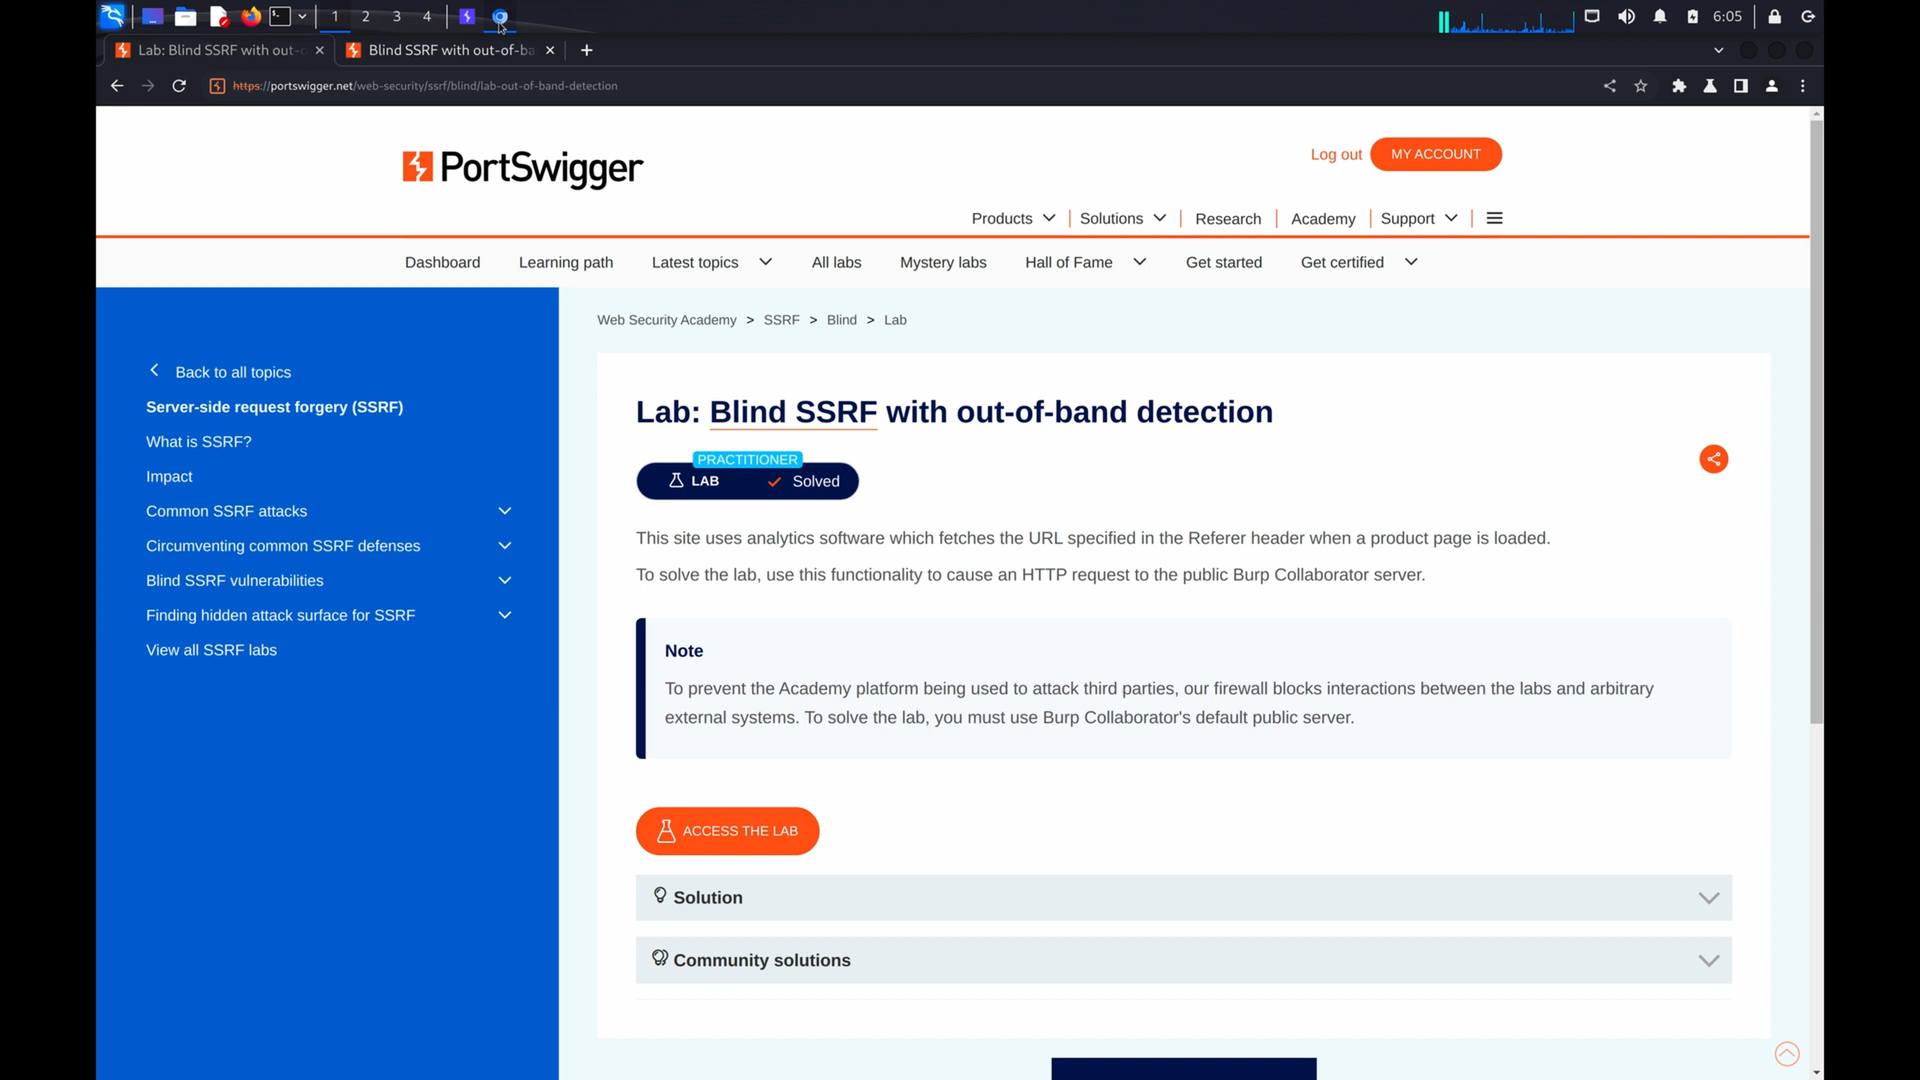 1
2
3
4
6:05
Lab: Blind SSRF with out-o
Blind SSRF with out-of-ba
https://portswigger.net/web-security/ssrf/blind/lab-out-of-band-detection
PortSwigger
Log out
MY ACCOUNT
Products
Solutions
Research
Academy
Support
Dashboard
Learning path
Latest topics
All labs
Mystery labs
Hall of Fame
Get started
Get certified
Back to all topics
Server-side request forgery (SSRF)
What is SSRF?
Impact
Common SSRF attacks
Circumventing common SSRF defenses
Blind SSRF vulnerabilities
Finding hidden attack surface for SSRF
View all SSRF labs
Web Security Academy > SSRF > Blind > Lab
Lab: Blind SSRF with out-of-band detection
PRACTITIONER
LAB
Solved
This site uses analytics software which fetches the URL specified in the Referer header when a product page is loaded.
To solve the lab, use this functionality to cause an HTTP request to the public Burp Collaborator server.
Note
To prevent the Academy platform being used to attack third parties, our firewall blocks interactions between the labs and arbitrary
external systems. To solve the lab, you must use Burp Collaborator's default public server.
ACCESS THE LAB
Solution
Community solutions